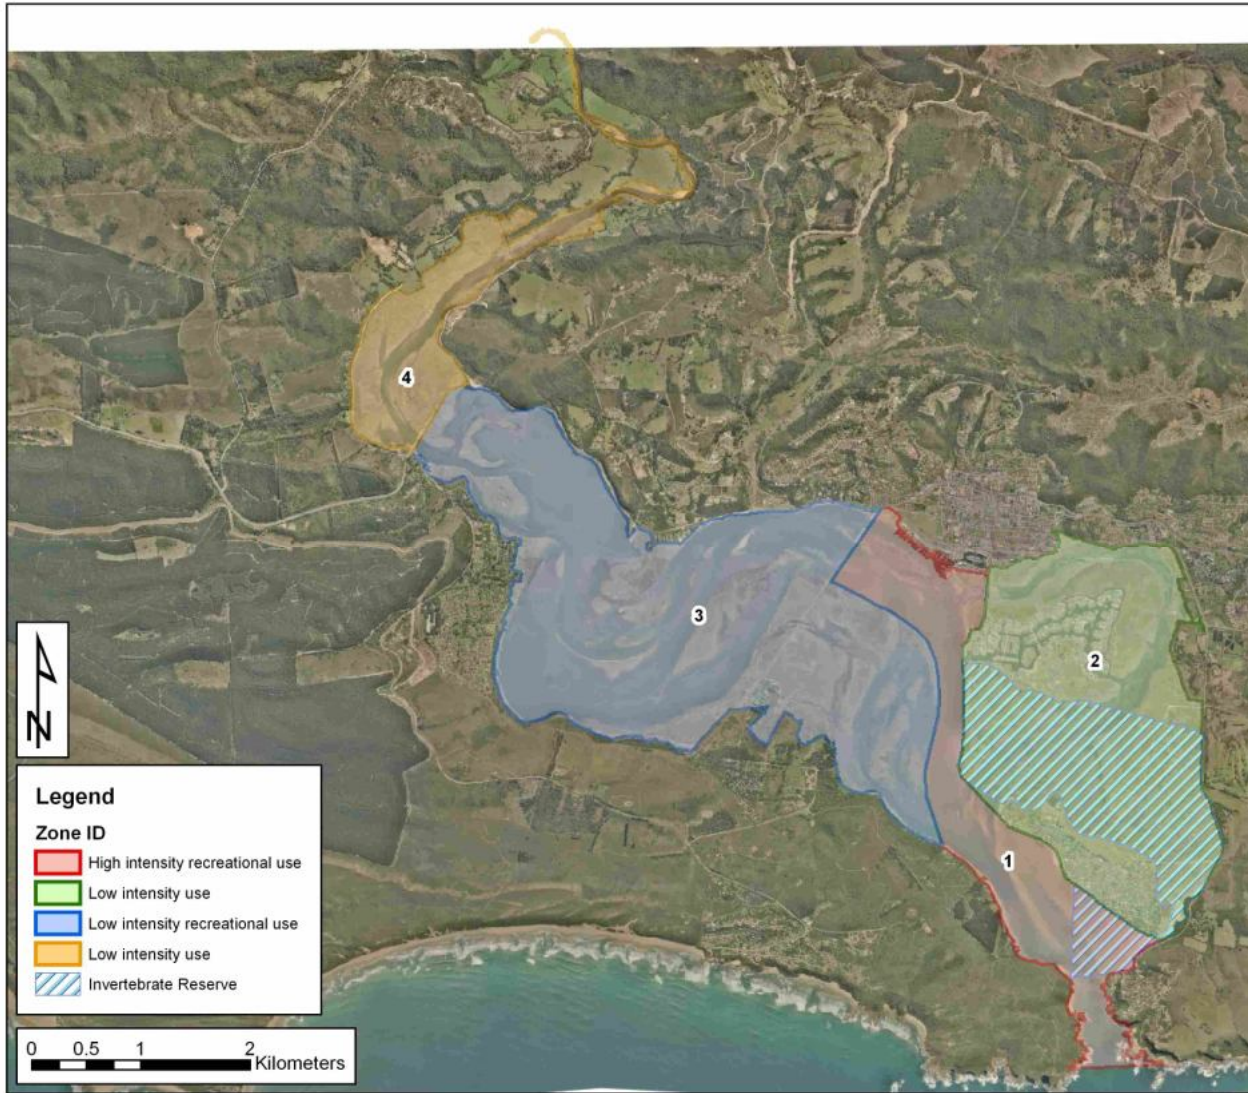 4
3
2
1
N
Legend
Zone ID
High intensity recreational use
Low intensity use
Low intensity recreational use
Low intensity use
Invertebrate Reserve
0 0.5 1 2
Kilometers